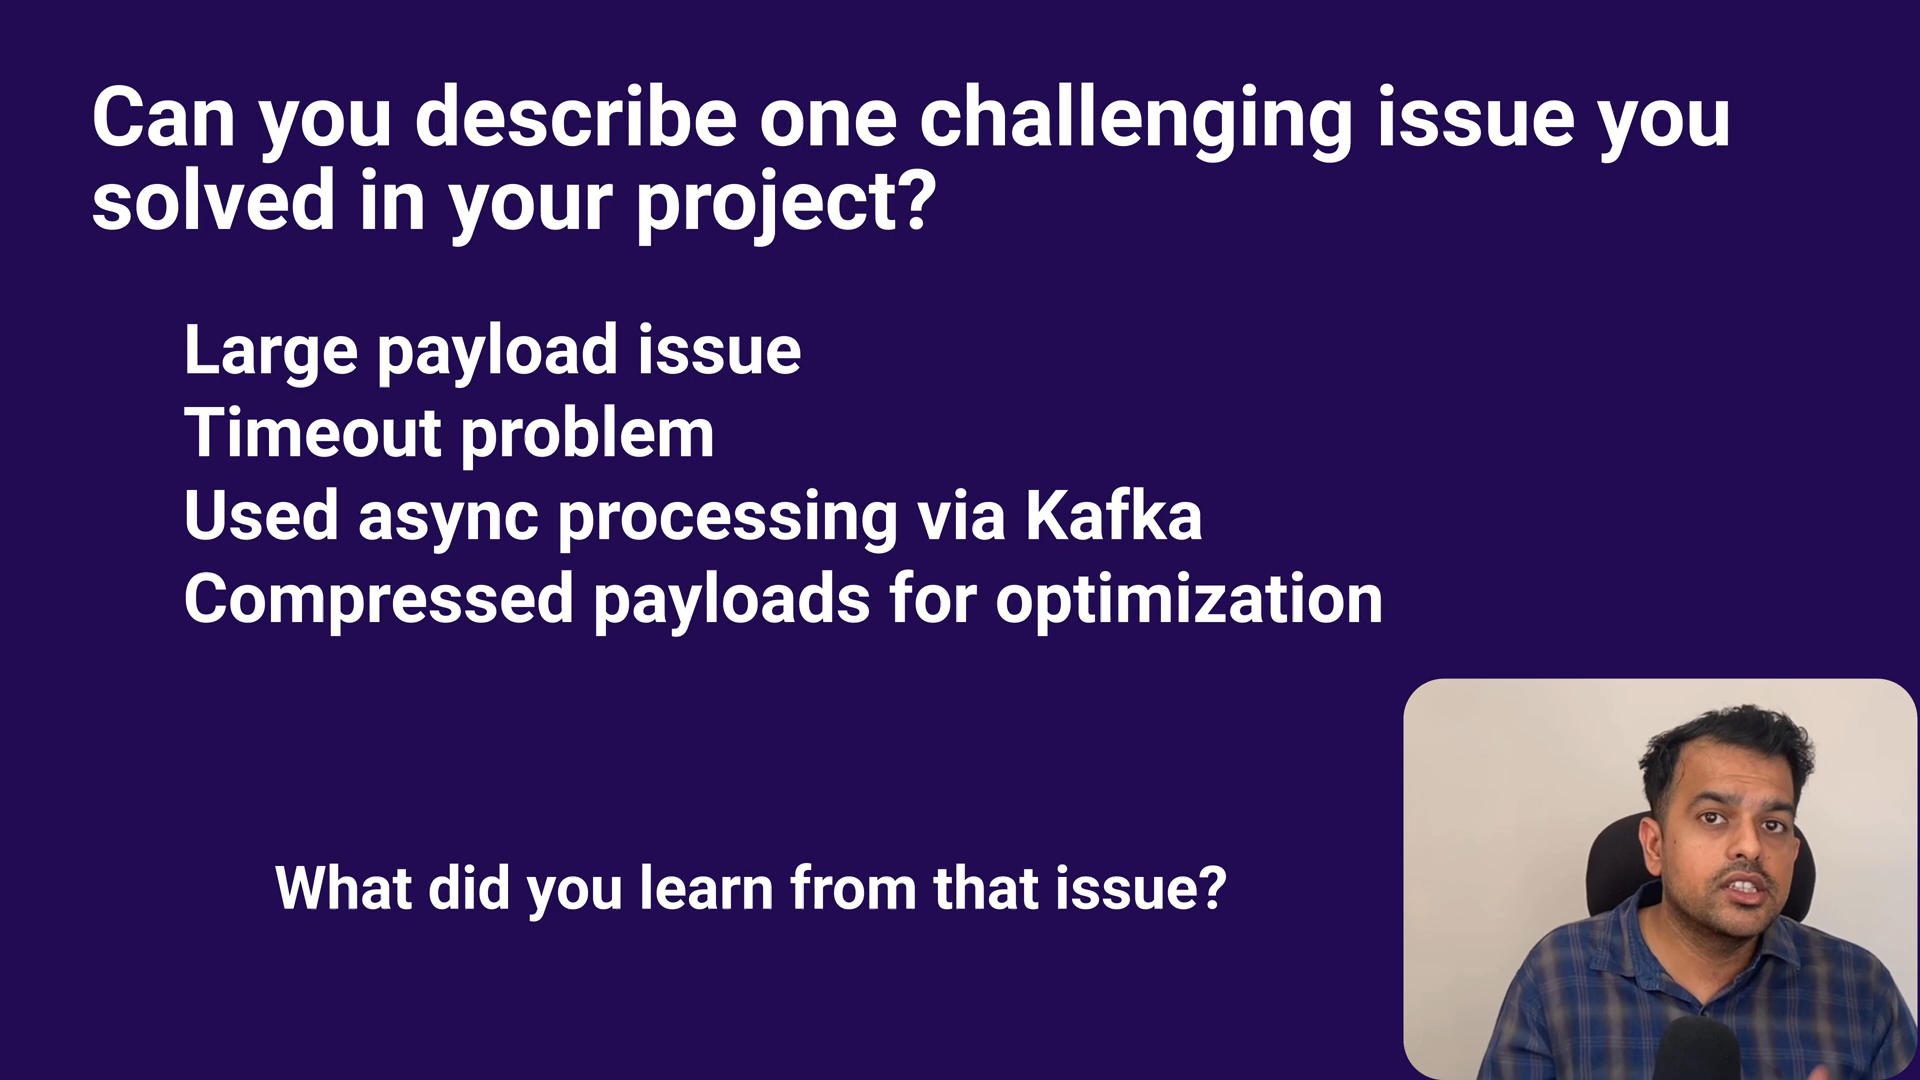 Can you describe one challenging issue you
solved in your project?
Large payload issue
Timeout problem
Used async processing via Kafka
Compressed payloads for optimization
What did you learn from that issue?